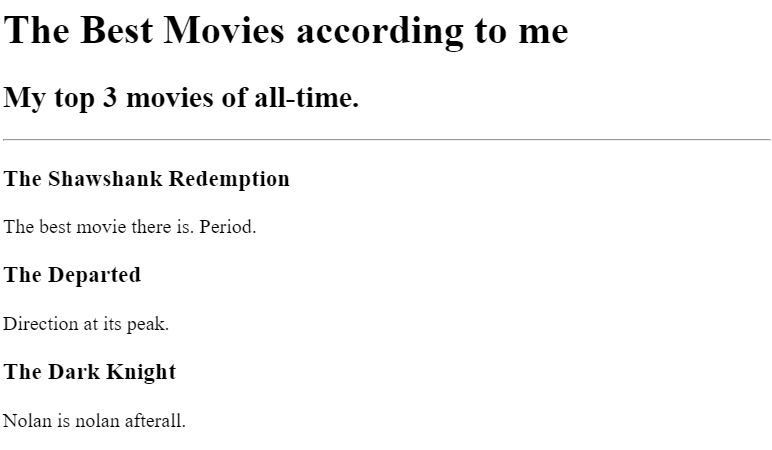 The Best Movies according to me
My top 3 movies of all-time.
The Shawshank Redemption
The best movie there is. Period.
The Departed
Direction at its peak.
The Dark Knight
Nolan is nolan afterall.